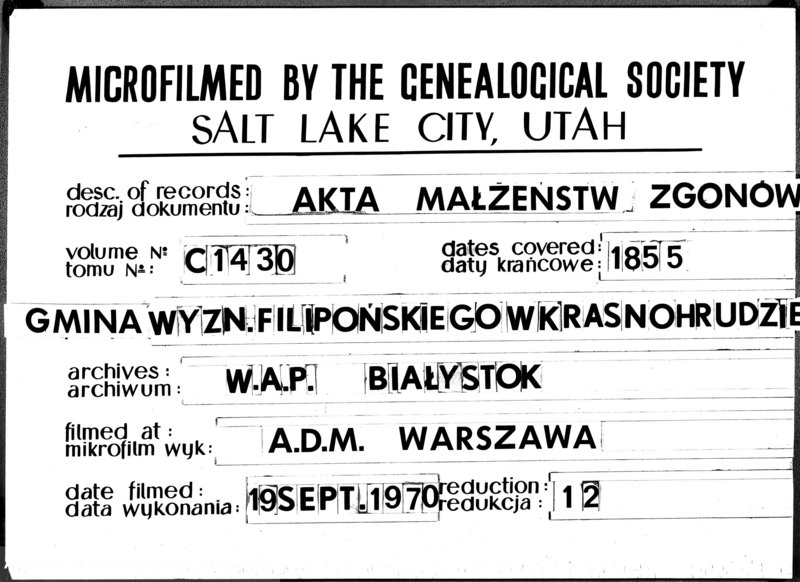 MICROFILMED BY THE GENEALOGICAL SOCIETY
SALT LAKE CITY, UTAH
desc. of records: AKTA MAŁŻEŃSTW ZGONÓW
rodzaj dokumentu:
volume No C1430 dates covered: 1855
tomu No: daty krańcowe:
GMINA WYZN. FILIPOŃSKIEGO W KRASNOHRUDZIE
archives: W.A.P. BIAŁYSTOK
archiwum:
filmed at: A.D.M. WARSZAWA
mikrofilm wyk:
date filmed: 19 SEPT. 1970 reduction: 12
data wykonania: redukcja: